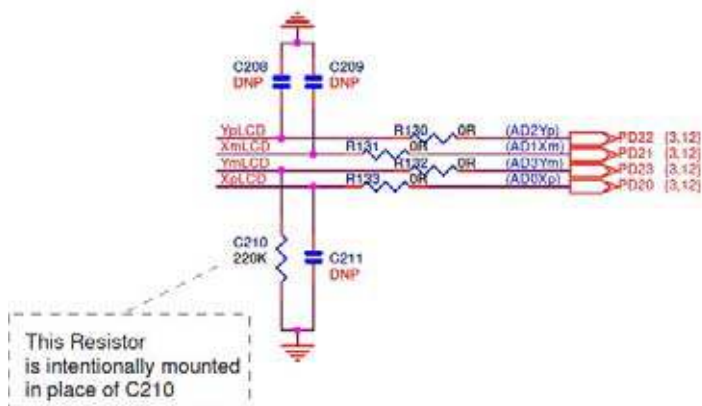 C208 C209
DNP DNP
YpLCD R130 0R (AD2Yp) PD22 {3,12}
XmLCD R131 0R (AD1Xm) PD21 {3,12}
YmLCD R132 0R (AD3Ym) PD23 {3,12}
XpLCD R133 0R (AD0Xp) PD20 {3,12}
C210 C211
220K DNP
This Resistor
is intentionally mounted
in place of C210